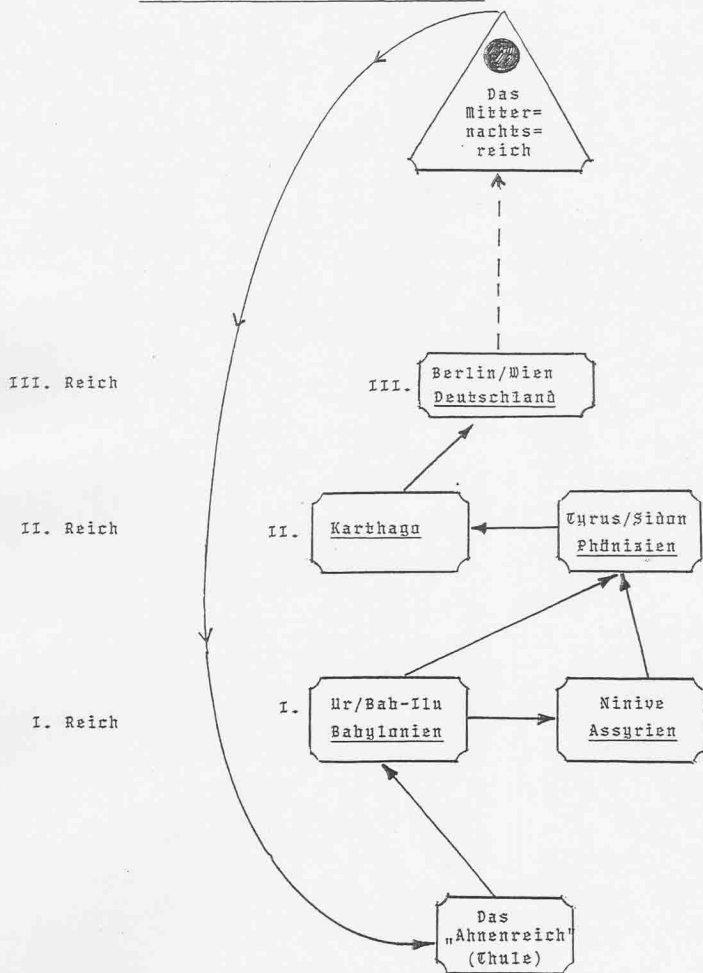 Das
Mitter=
nachts=
reich
III. Reich
III.
Berlin/Wien
Deutschland
II. Reich
II.
Karthago
Tyrus/Sidon
Phönizien
I. Reich
I.
Ur/Bab-Ilu
Babylonien
Ninive
Assyrien
Das
„Ahnenreich"
(Thule)